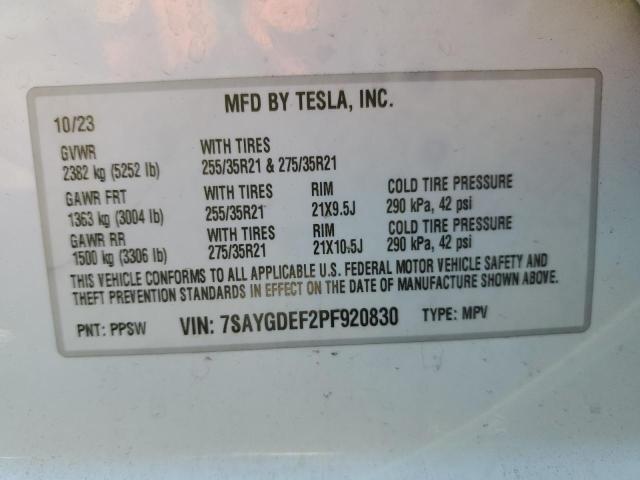 MFD BY TESLA, INC.
10/23
GVWR WITH TIRES
2382 kg (5252 lb) 255/35R21 & 275/35R21
GAWR FRT WITH TIRES RIM COLD TIRE PRESSURE
1363 kg (3004 lb) 255/35R21 21X9.5J 290 kPa, 42 psi
GAWR RR WITH TIRES RIM COLD TIRE PRESSURE
1500 kg (3306 lb) 275/35R21 21X10.5J 290 kPa, 42 psi
THIS VEHICLE CONFORMS TO ALL APPLICABLE U.S. FEDERAL MOTOR VEHICLE SAFETY AND
THEFT PREVENTION STANDARDS IN EFFECT ON THE DATE OF MANUFACTURE SHOWN ABOVE.
PNT: PPSW VIN: 7SAYGDEF2PF920830 TYPE: MPV